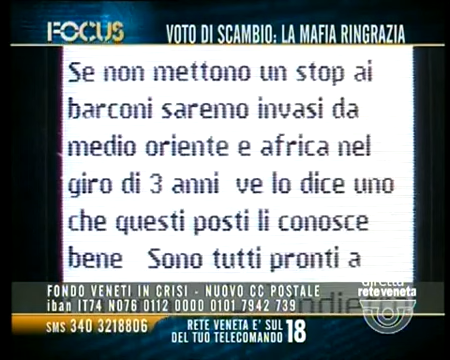 FOCUS
VOTO DI SCAMBIO: LA MAFIA RINGRAZIA
Se non mettono un stop ai
barconi saremo invasi da
medio oriente e africa nel
giro di 3 anni ve lo dice uno
che questi posti li conosce
bene Sono tutti pronti a
diretta
reteveneta
FONDO VENETI IN CRISI - NUOVO CC POSTALE
iban IT74 N076 0112 0000 0101 7942 739
SMS 340 3218806
RETE VENETA E' SUL
DEL TUO TELECOMANDO 18